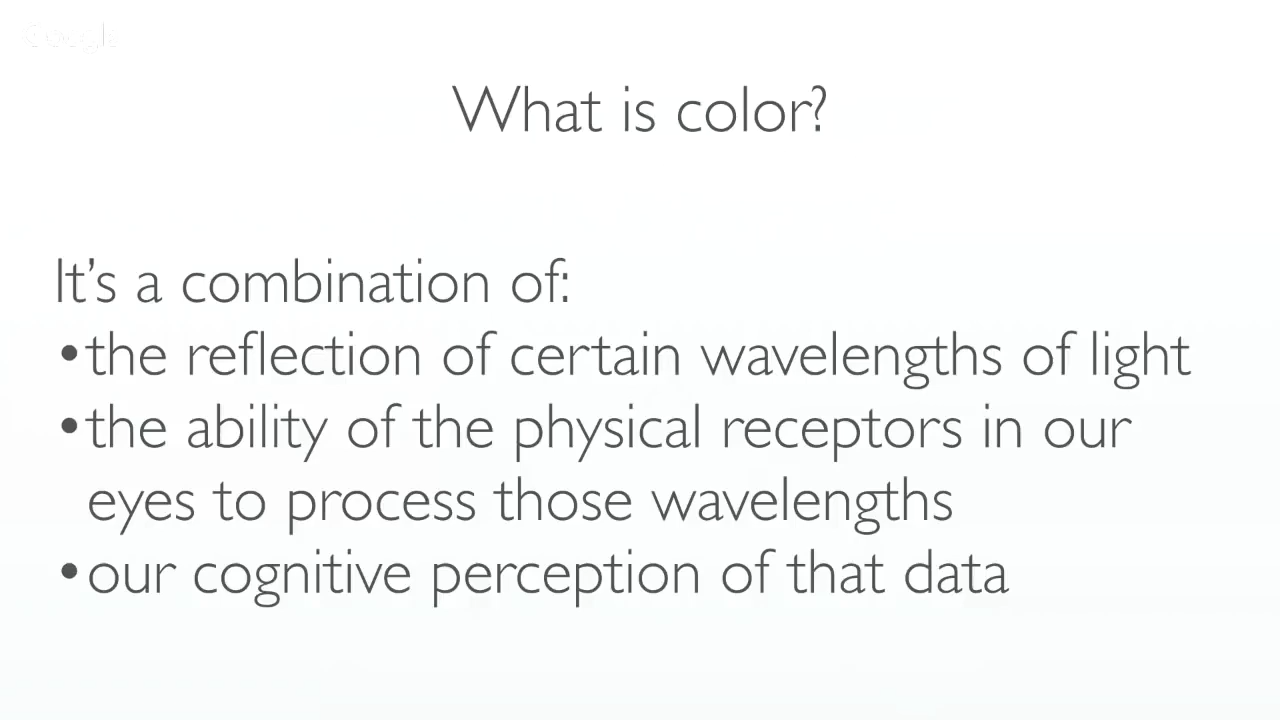 Google
What is color?
It’s a combination of:
•the reflection of certain wavelengths of light
•the ability of the physical receptors in our
eyes to process those wavelengths
•our cognitive perception of that data